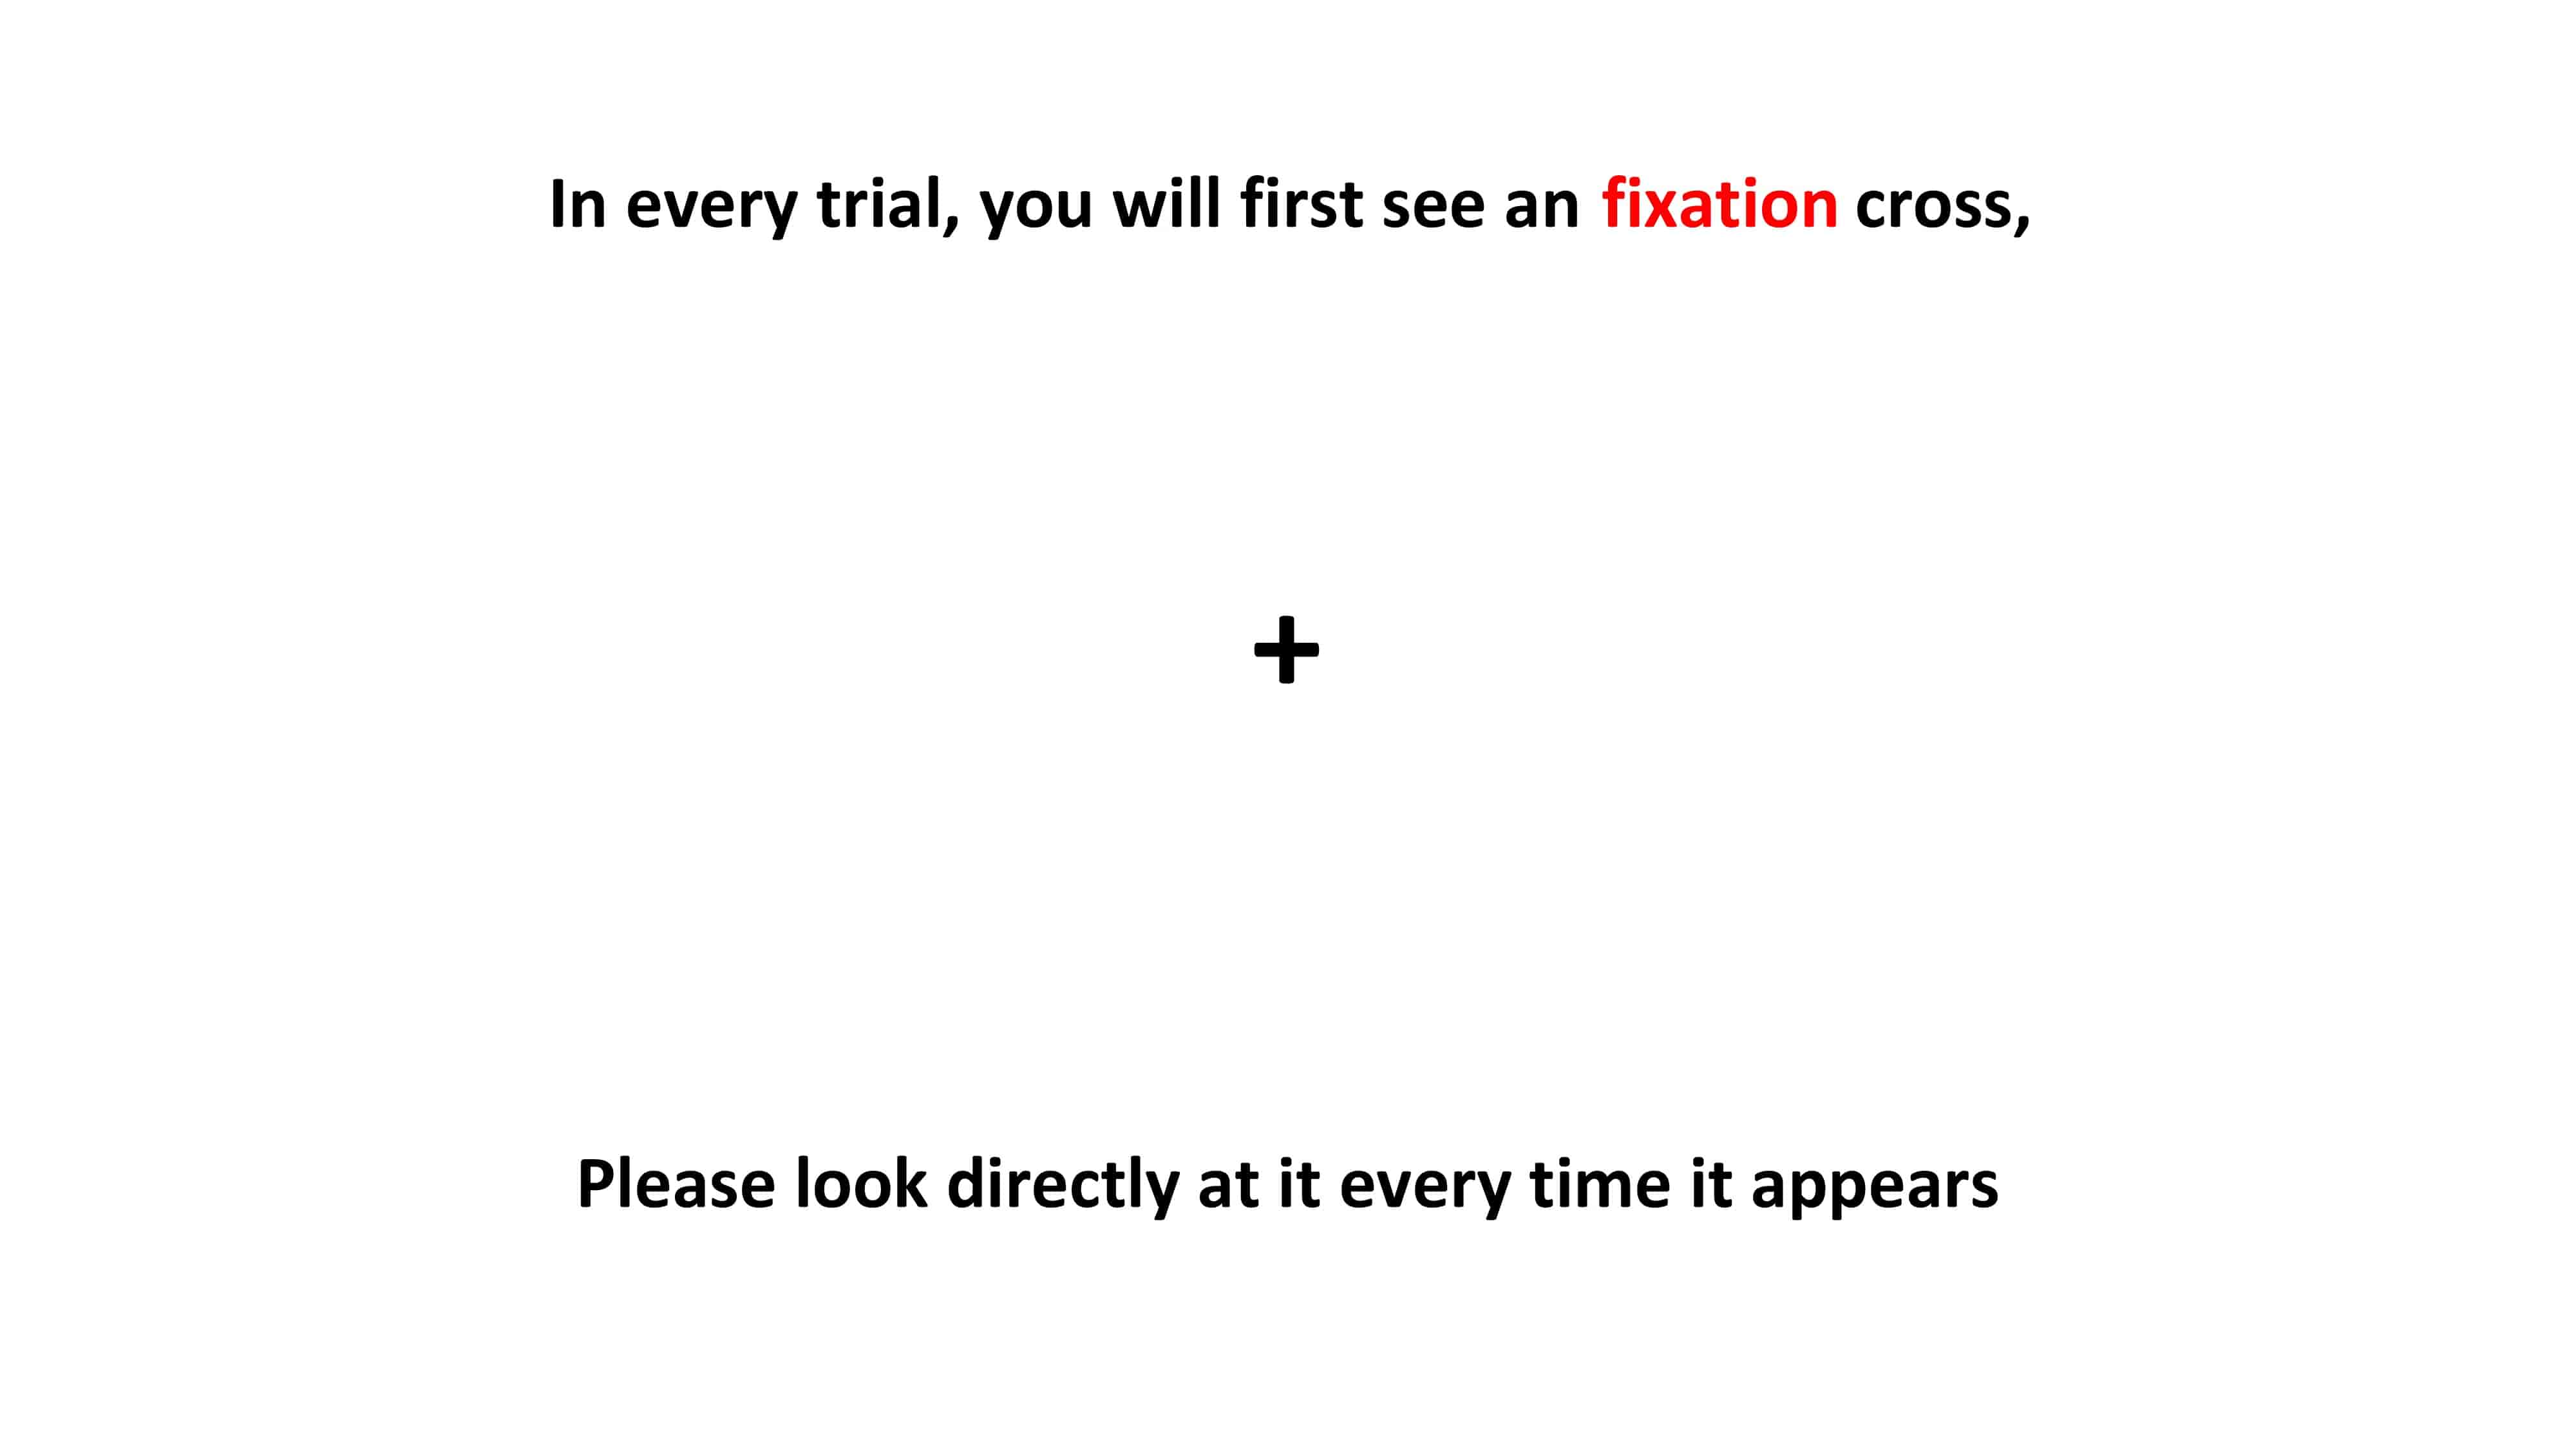 In every trial, you will first see an fixation cross,
+
Please look directly at it every time it appears